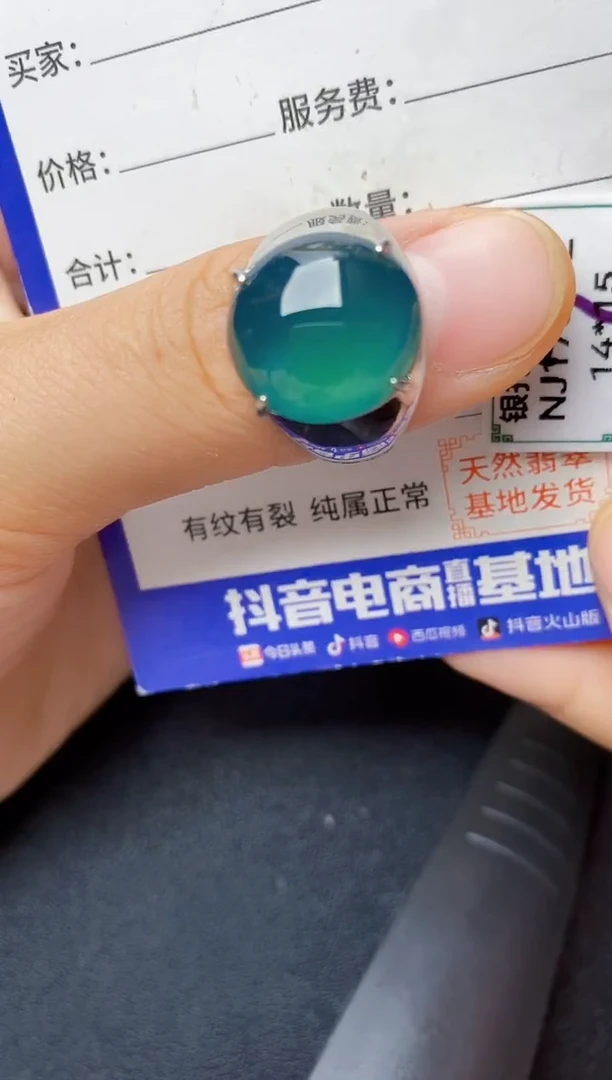 买家:
服务费:
价格:
数量:
合计:
银
NJ17
14*15
天然翡翠
基地发货
有纹有裂 纯属正常
抖音电商直播基地
今日头条 抖音 西瓜视频 抖音火山版